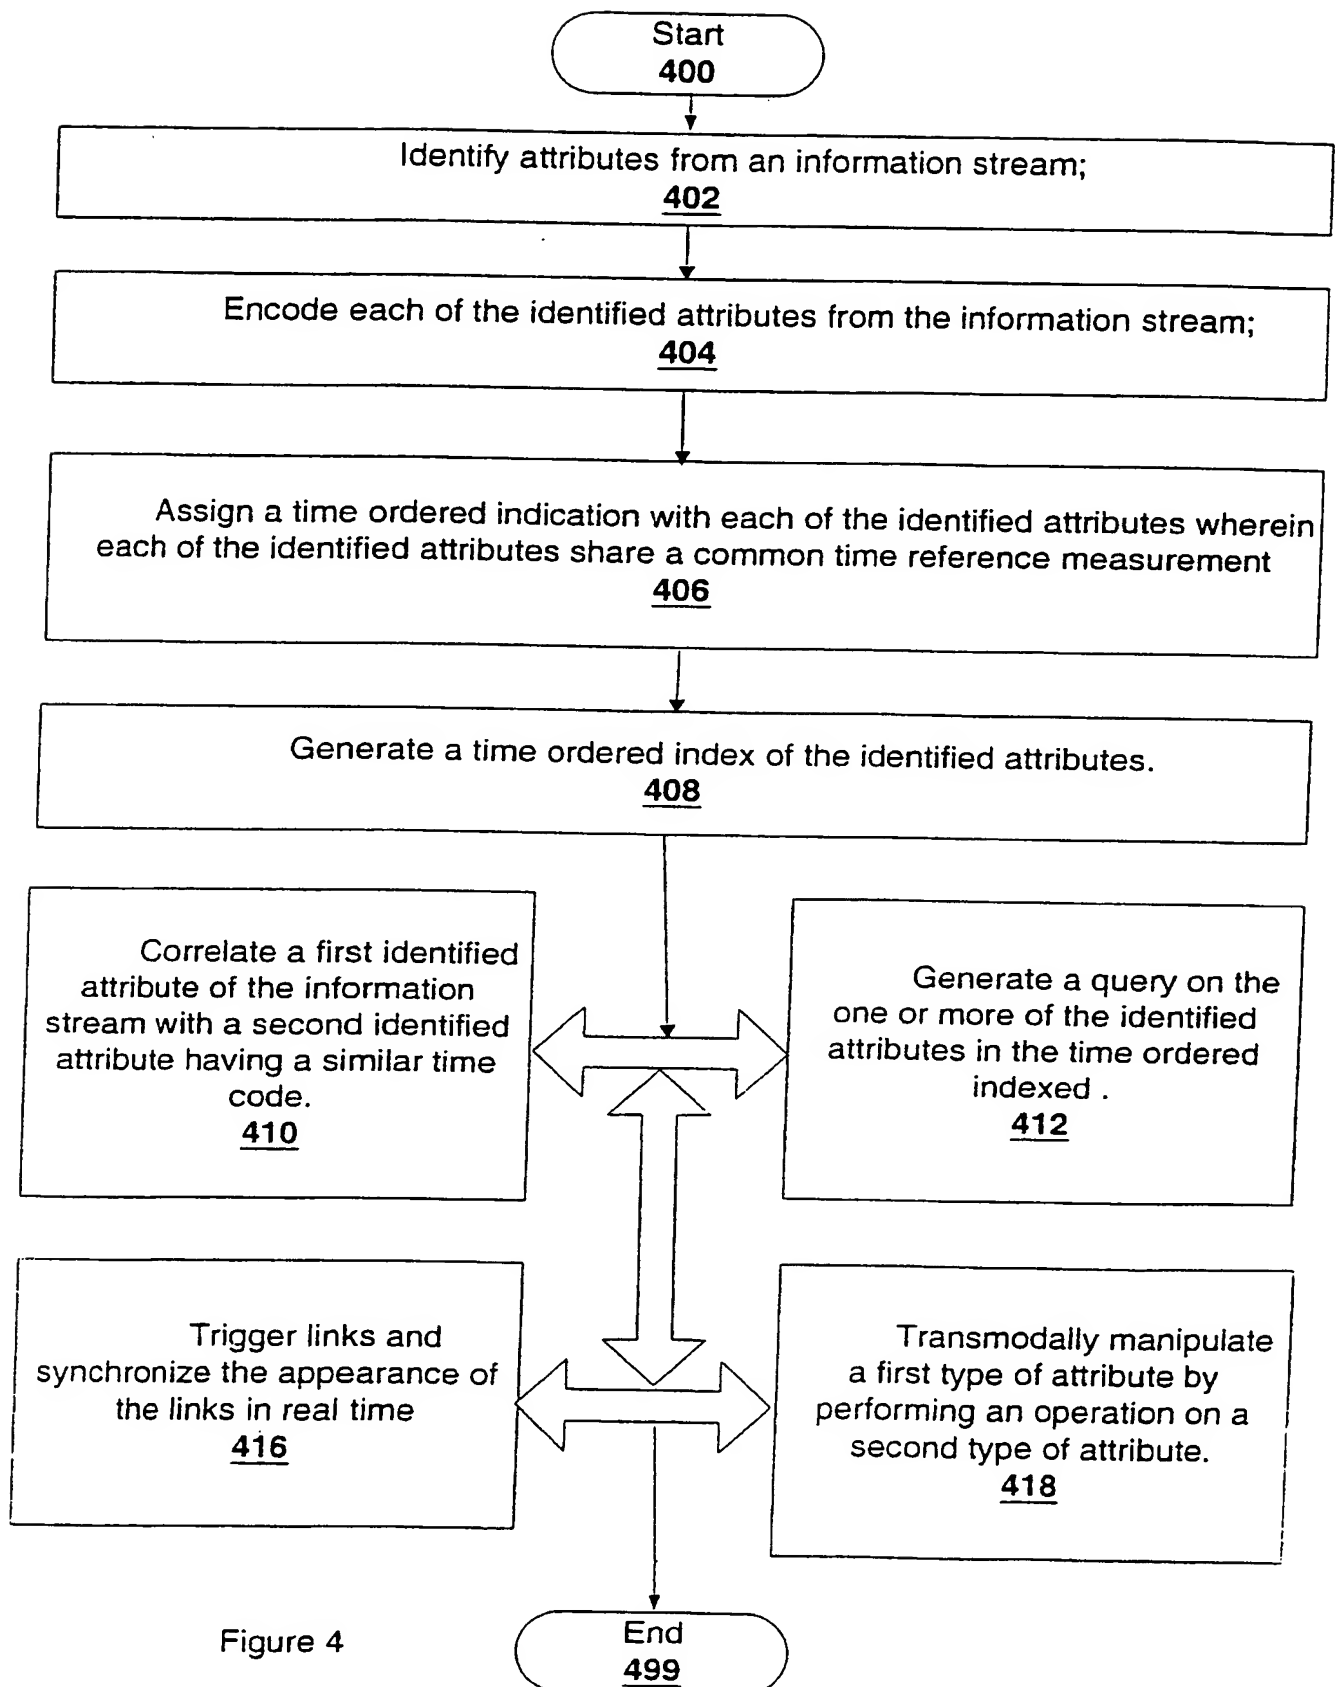 Start
400
Identify attributes from an information stream;
402
Encode each of the identified attributes from the information stream;
404
Assign a time ordered indication with each of the identified attributes wherein
each of the identified attributes share a common time reference measurement
406
Generate a time ordered index of the identified attributes.
408
Correlate a first identified
attribute of the information
stream with a second identified
attribute having a similar time
code.
410
Generate a query on the
one or more of the identified
attributes in the time ordered
indexed .
412
Trigger links and
synchronize the appearance of
the links in real time
416
Transmodally manipulate
a first type of attribute by
performing an operation on a
second type of attribute.
418
Figure 4
End
499